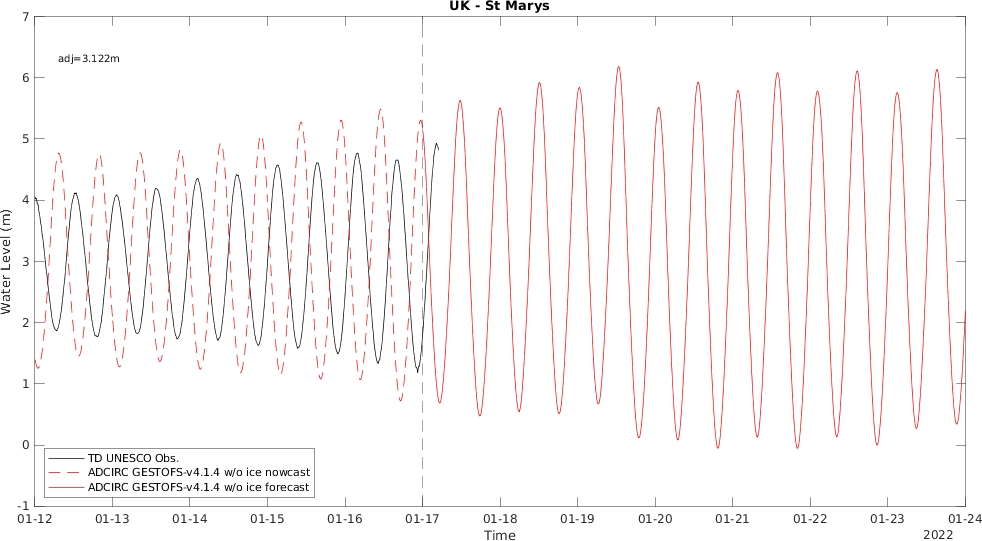 UK - St Marys
7
adj=3.122m
6
5
4
3
2
1
0
-1
Water Level (m)
TD UNESCO Obs.
ADCIRC GESTOFS-v4.1.4 w/o ice nowcast
ADCIRC GESTOFS-v4.1.4 w/o ice forecast
01-12 01-13 01-14 01-15 01-16 01-17 01-18 01-19 01-20 01-21 01-22 01-23 01-24
Time
2022